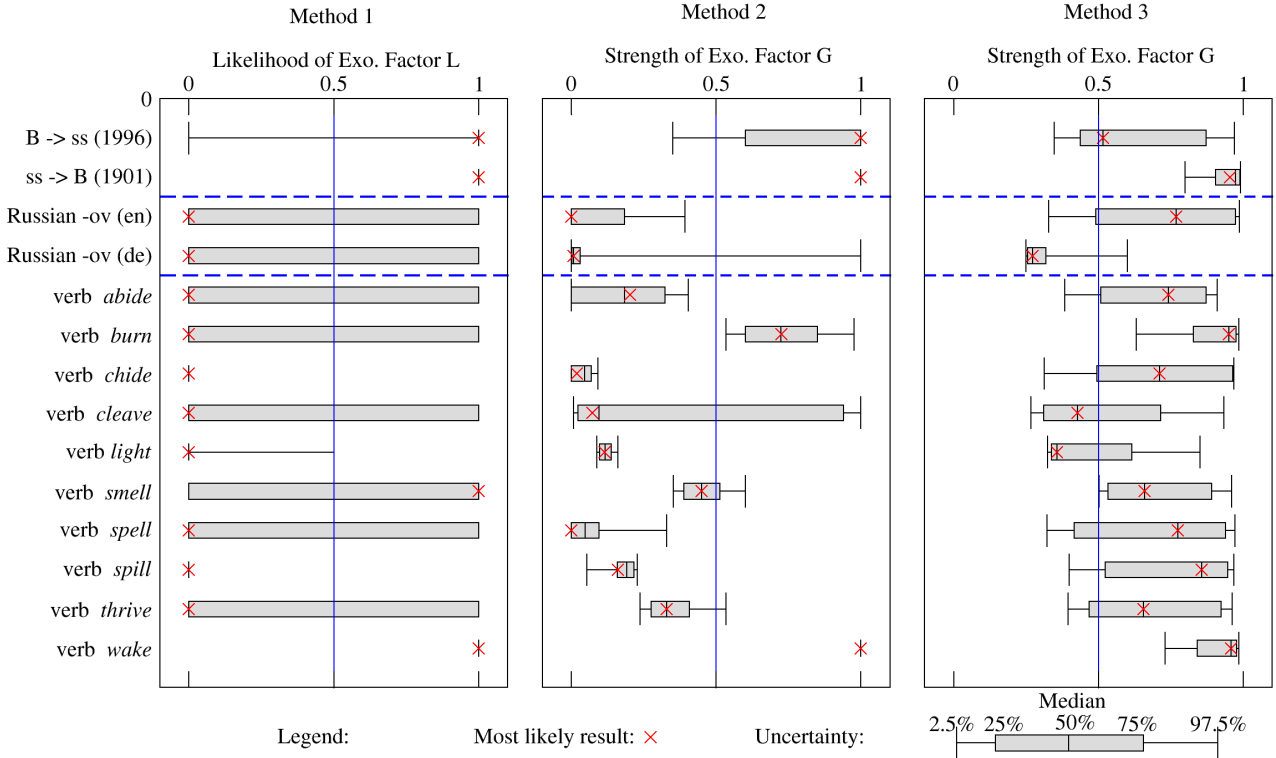 Method 1 Method 2 Method 3
Likelihood of Exo. Factor L Strength of Exo. Factor G Strength of Exo. Factor G
0 0.5 1 0 0.5 1 0 0.5 1
0
B -> ss (1996)
ss -> B (1901)
Russian -ov (en)
Russian -ov (de)
verb abide
verb burn
verb chide
verb cleave
verb light
verb smell
verb spell
verb spill
verb thrive
verb wake
Median
2.5% 25% 50% 75% 97.5%
Legend: Most likely result: Uncertainty: